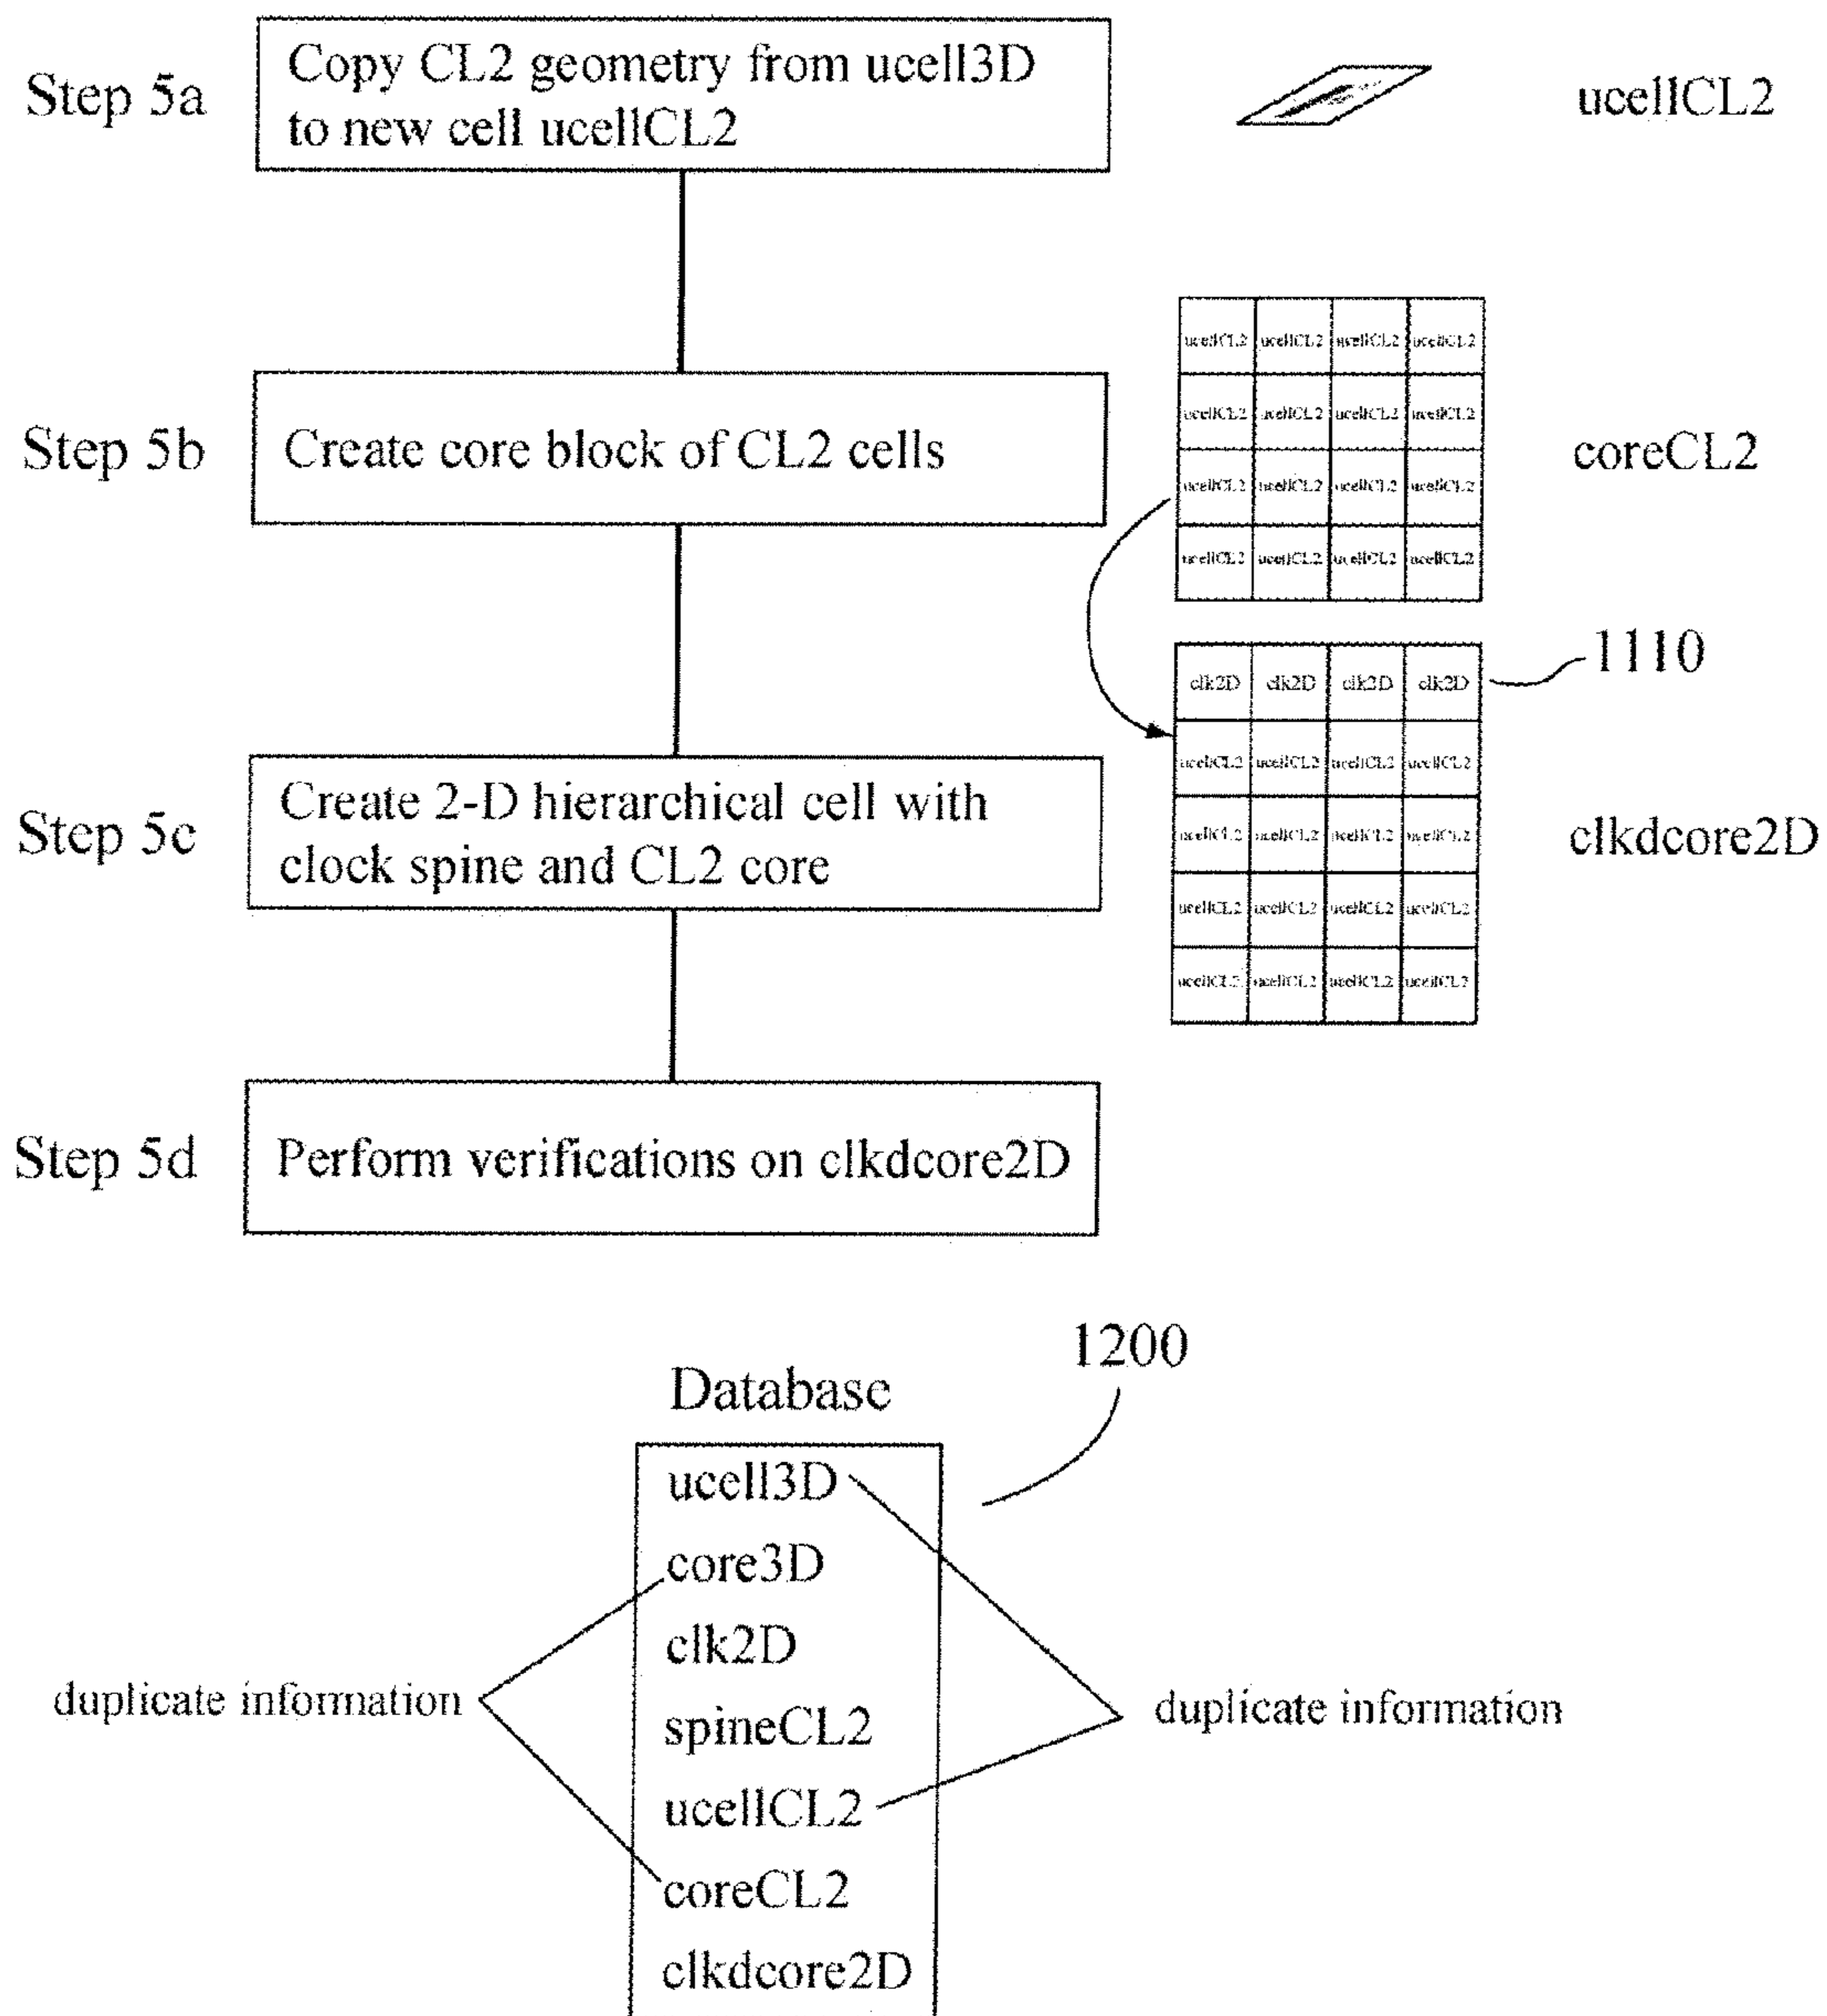 Step 5a
Copy CL2 geometry from ucell3D
to new cell ucellCL2
ucellCL2
Step 5b
Create core block of CL2 cells
ucellCL2 ucellCL2 ucellCL2 ucellCL2
ucellCL2 ucellCL2 ucellCL2 ucellCL2
ucellCL2 ucellCL2 ucellCL2 ucellCL2
ucellCL2 ucellCL2 ucellCL2 ucellCL2
coreCL2
1110
Step 5c
Create 2-D hierarchical cell with
clock spine and CL2 core
clk2D clk2D clk2D clk2D
ucellCL2 ucellCL2 ucellCL2 ucellCL2
ucellCL2 ucellCL2 ucellCL2 ucellCL2
ucellCL2 ucellCL2 ucellCL2 ucellCL2
ucellCL2 ucellCL2 ucellCL2 ucellCL2
clkdcore2D
Step 5d
Perform verifications on clkdcore2D
1200
Database
ucell3D
core3D
clk2D
spineCL2
ucellCL2
coreCL2
clkdcore2D
duplicate information
duplicate information